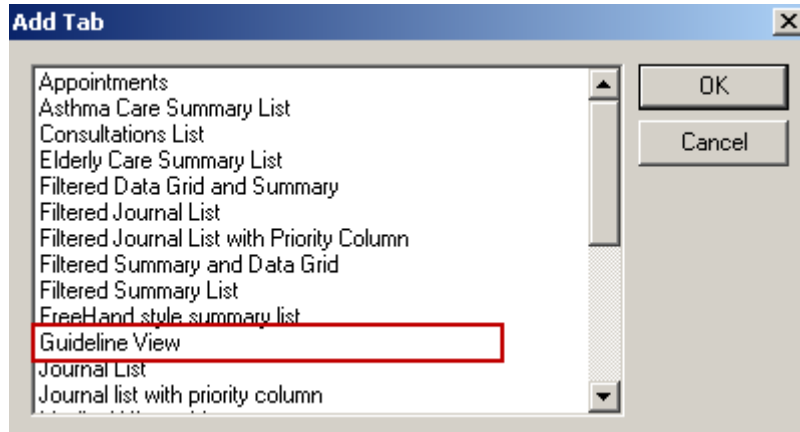 Add Tab
Appointments
Asthma Care Summary List
Consultations List
Elderly Care Summary List
Filtered Data Grid and Summary
Filtered Journal List
Filtered Journal List with Priority Column
Filtered Summary and Data Grid
Filtered Summary List
FreeHand style summary list
Guideline View
Journal List
Journal list with priority column
OK
Cancel